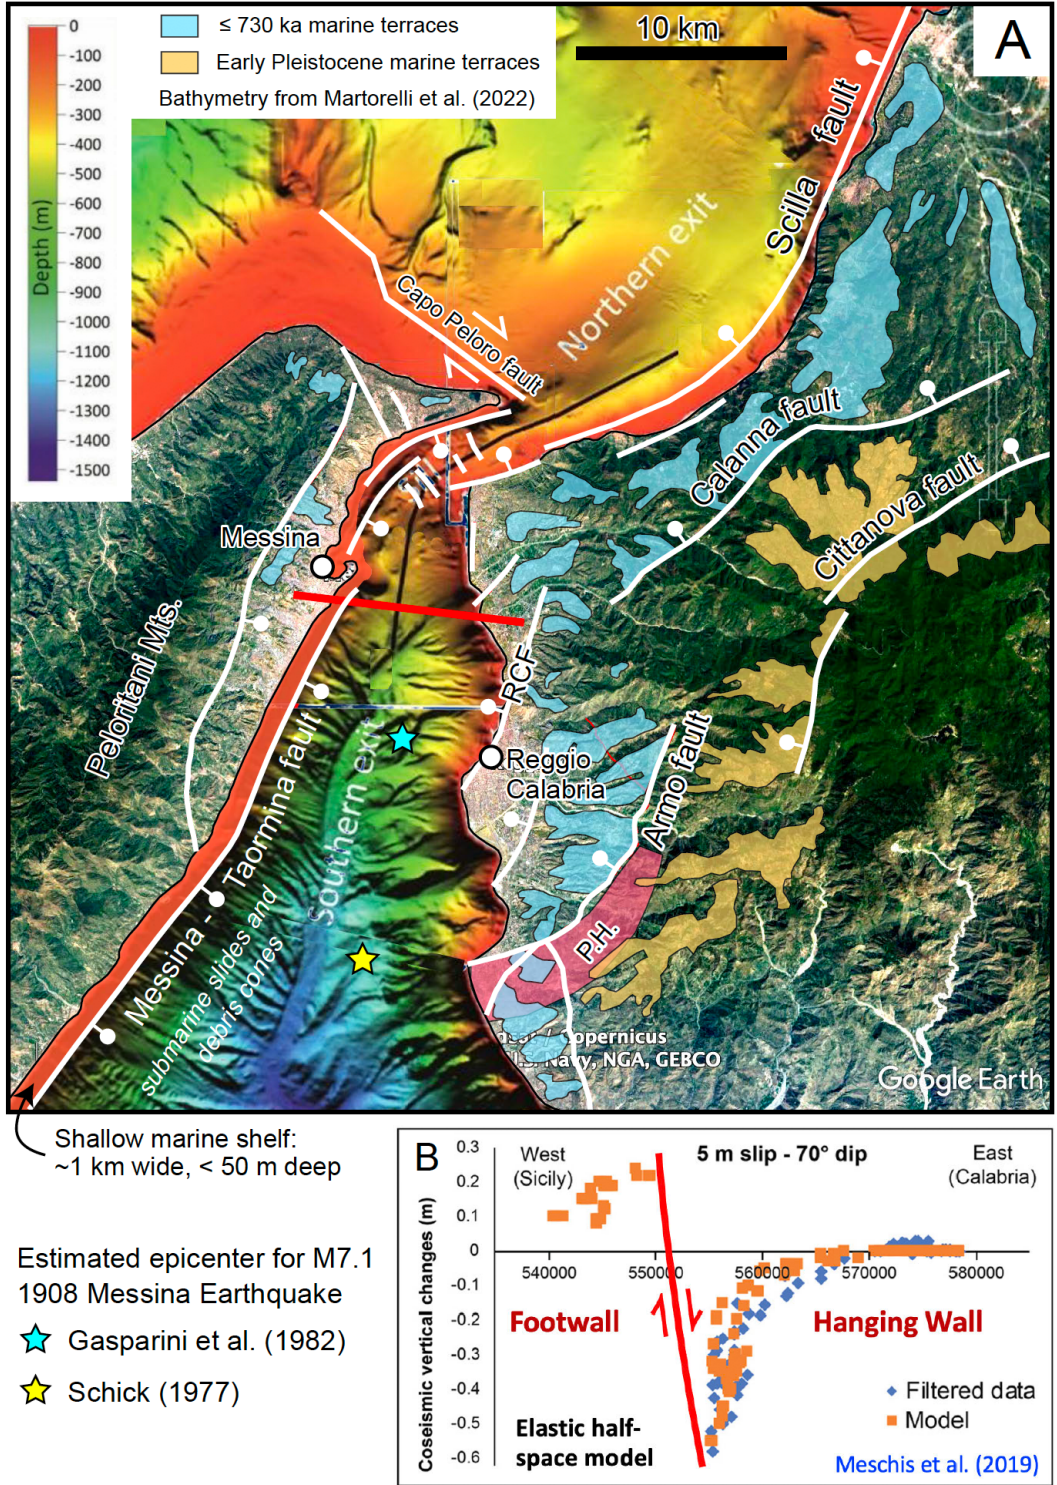 0
-100
-200
-300
-400
-500
-600
-700
-800
-900
-1000
-1100
-1200
-1300
-1400
-1500
Depth (m)
≤ 730 ka marine terraces
Early Pleistocene marine terraces
Bathymetry from Martorelli et al. (2022)
10 km
A
Scilla fault
Northern exit
Capo Peloro fault
Calanna fault
Cittanova fault
Messina
Peloritani Mts.
RCF
Reggio
Calabria
Armo fault
Southern exit
Messina - Taormina fault
submarine slides and
debris cones
P.H.
Copernicus
Navy, NGA, GEBCO
Google Earth
Shallow marine shelf:
~1 km wide, < 50 m deep
Estimated epicenter for M7.1
1908 Messina Earthquake
Gasparini et al. (1982)
Schick (1977)
B
West
(Sicily)
5 m slip - 70° dip
East
(Calabria)
Coseismic vertical changes (m)
0.3
0.2
0.1
0
-0.1
-0.2
-0.3
-0.4
-0.5
-0.6
540000
550000
560000
570000
580000
Footwall
Hanging Wall
Filtered data
Model
Elastic half-
space model
Meschis et al. (2019)